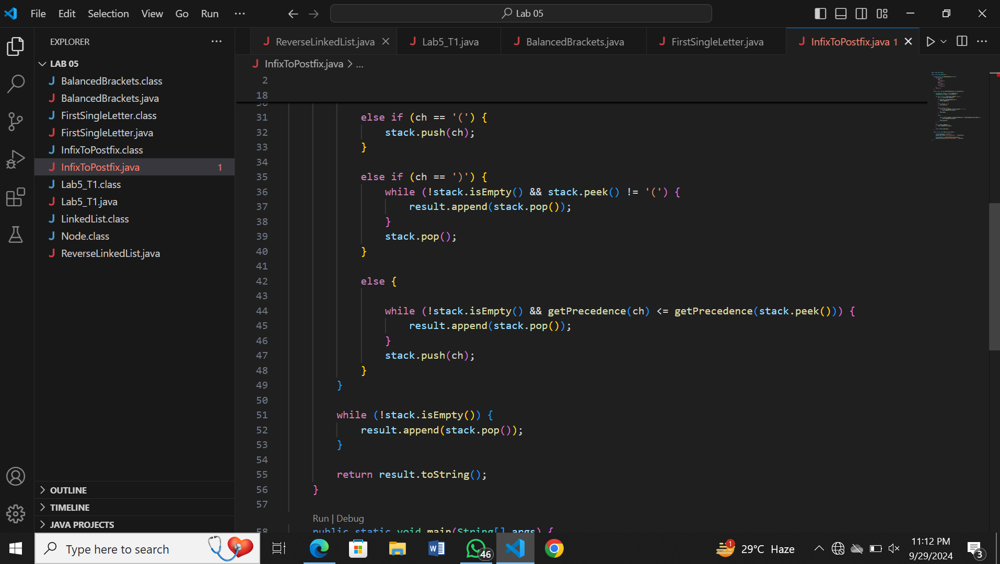 File Edit Selection View Go Run ··· Lab 05
EXPLORER ···
LAB 05
BalancedBrackets.class
BalancedBrackets.java
FirstSingleLetter.class
FirstSingleLetter.java
InfixToPostfix.class
InfixToPostfix.java 1
Lab5_T1.class
Lab5_T1.java
LinkedList.class
Node.class
ReverseLinkedList.java
OUTLINE
TIMELINE
JAVA PROJECTS
ReverseLinkedList.java Lab5_T1.java BalancedBrackets.java FirstSingleLetter.java InfixToPostfix.java 1
InfixToPostfix.java > ...
2
18
30
31 else if (ch == '(') {
32 stack.push(ch);
33 }
34
35 else if (ch == ')') {
36 while (!stack.isEmpty() && stack.peek() != '(') {
37 result.append(stack.pop());
38 }
39 stack.pop();
40 }
41
42 else {
43
44 while (!stack.isEmpty() && getPrecedence(ch) <= getPrecedence(stack.peek())) {
45 result.append(stack.pop());
46 }
47 stack.push(ch);
48 }
49 }
50
51 while (!stack.isEmpty()) {
52 result.append(stack.pop());
53 }
54
55 return result.toString();
56 }
57
Run | Debug
58 public static void main(String[] args) {
Type here to search
46
1 29°C Haze
11:12 PM
9/29/2024
3